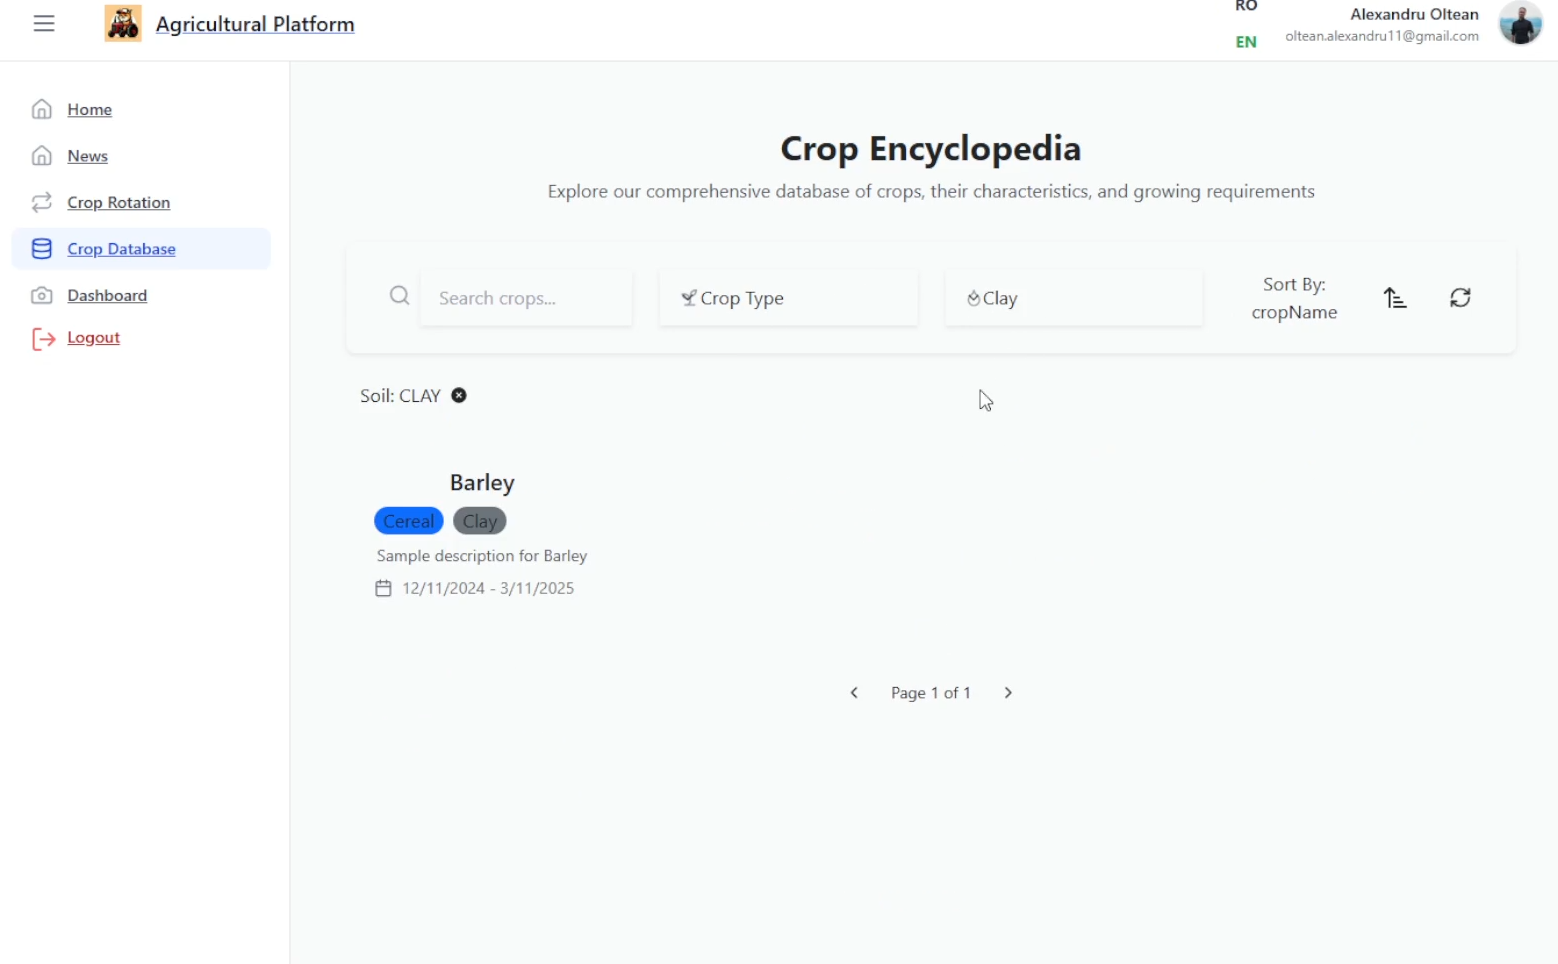 Agricultural Platform
RO
EN
Alexandru Oltean
oltean.alexandru11@gmail.com
Home
News
Crop Rotation
Crop Database
Dashboard
Logout
Crop Encyclopedia
Explore our comprehensive database of crops, their characteristics, and growing requirements
Search crops...
Crop Type
Clay
Sort By:
cropName
Soil: CLAY
Barley
Cereal
Clay
Sample description for Barley
12/11/2024 - 3/11/2025
Page 1 of 1